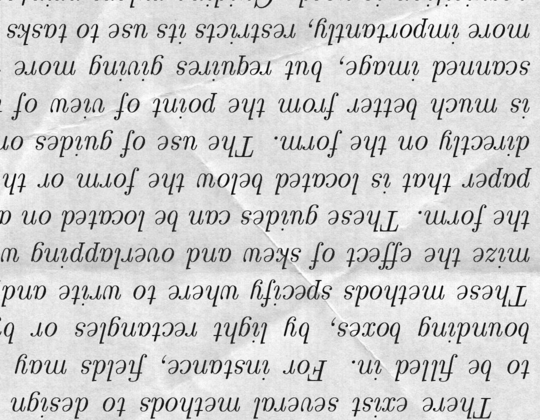 There exist several methods to design
to be filled in. For instance, fields may
bounding boxes, by light rectangles or by
These methods specify where to write and
mize the effect of skew and overlapping w
the form. These guides can be located on a
paper that is located below the form or th
directly on the form. The use of guides on
is much better from the point of view of
scanned image, but requires giving more
more importantly, restricts its use to tasks